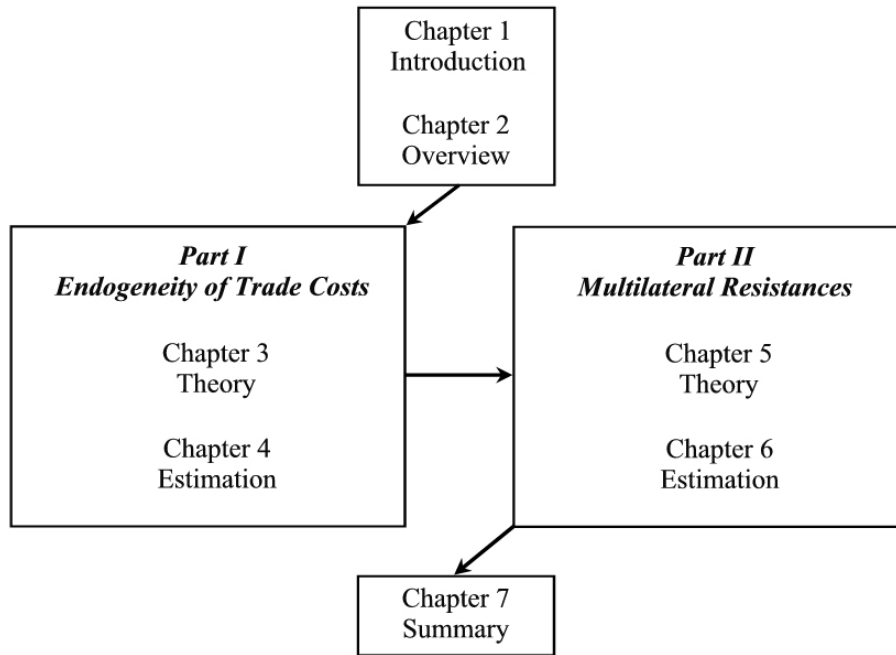 Chapter 1
Introduction
Chapter 2
Overview
Part I
Endogeneity of Trade Costs
Chapter 3
Theory
Chapter 4
Estimation
Part II
Multilateral Resistances
Chapter 5
Theory
Chapter 6
Estimation
Chapter 7
Summary